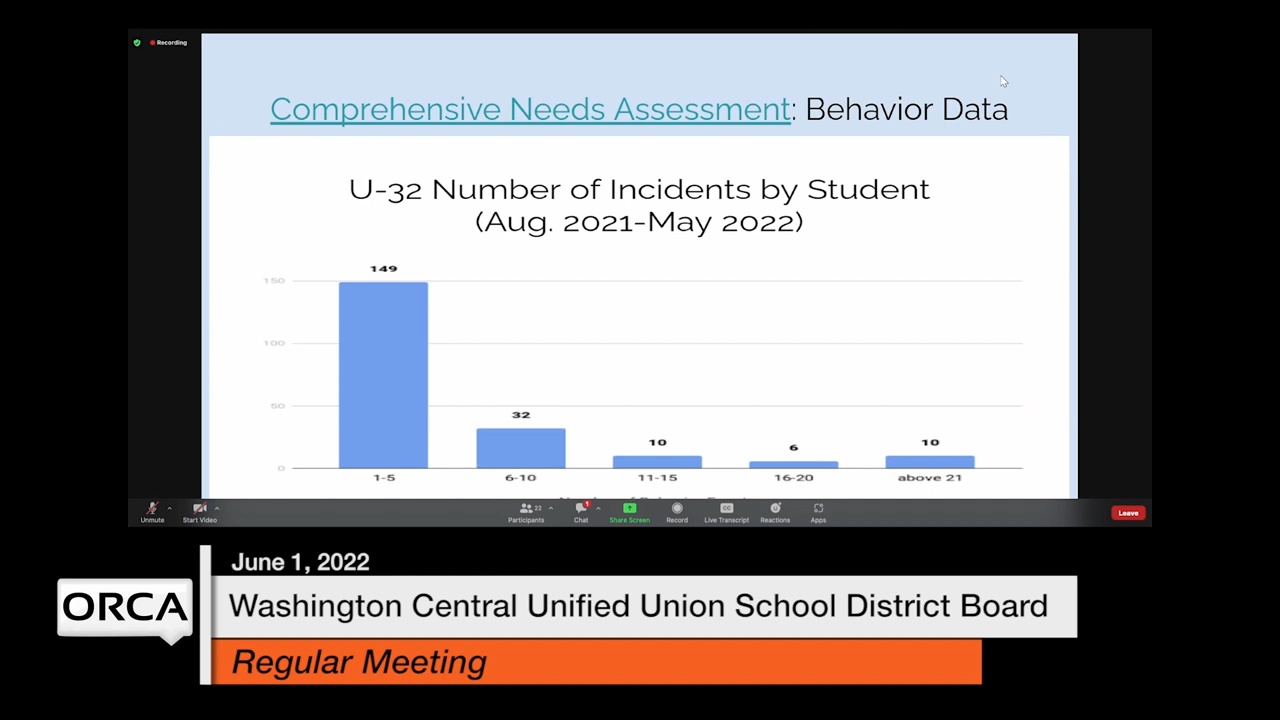 Recording
Comprehensive Needs Assessment: Behavior Data
U-32 Number of Incidents by Student
(Aug. 2021-May 2022)
149
150
100
50
32
10
6
10
0
1-5
6-10
11-15
16-20
above 21
Unmute
Start Video
22
Participants
1
Chat
Share Screen
Record
CC
Live Transcript
Reactions
Apps
Leave
June 1, 2022
ORCA
Washington Central Unified Union School District Board
Regular Meeting